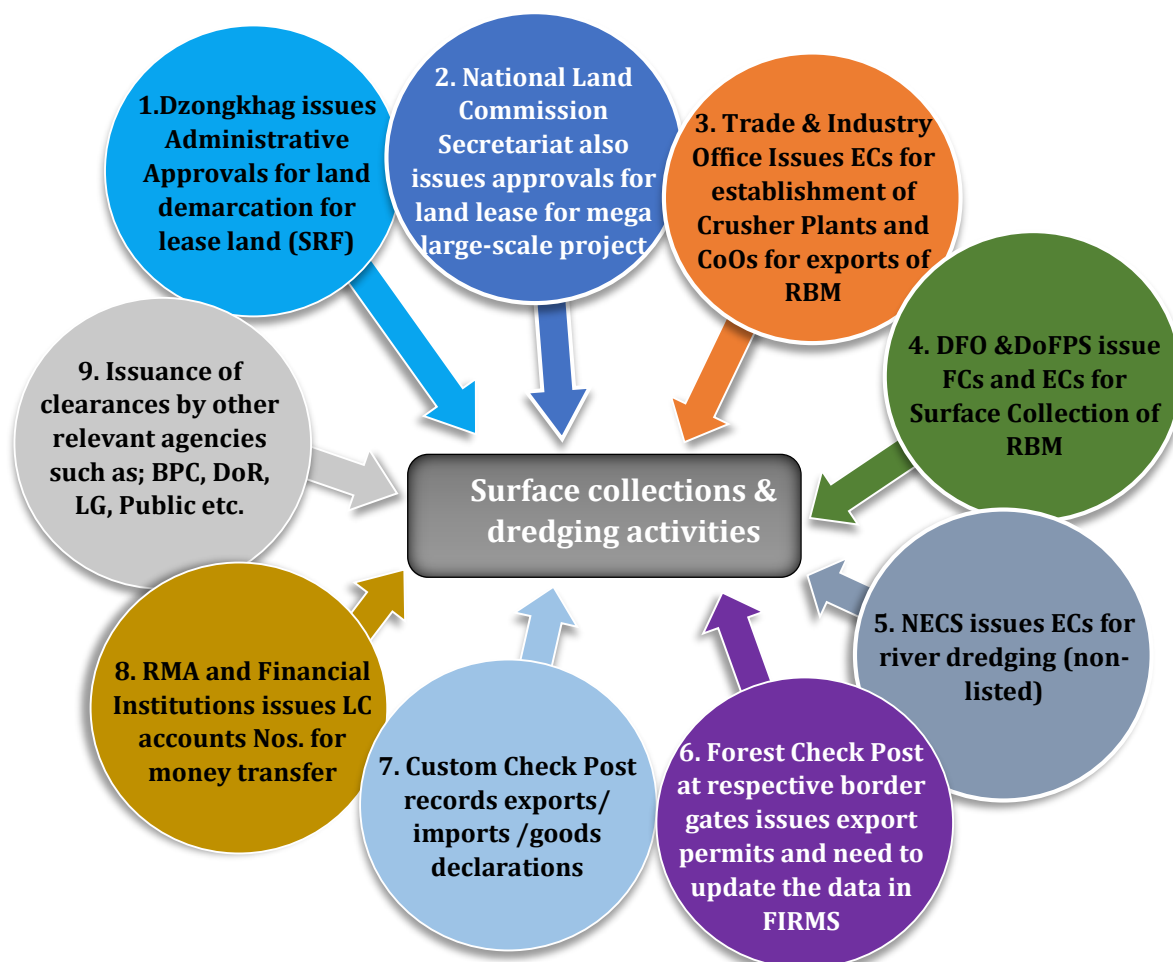 1.Dzongkhag issues
Administrative
Approvals for land
demarcation for
lease land (SRF)
2. National Land
Commission
Secretariat also
issues approvals for
land lease for mega
large-scale project
3. Trade & Industry
Office Issues ECs for
establishment of
Crusher Plants and
CoOs for exports of
RBM
4. DFO &DoFPS issue
FCs and ECs for
Surface Collection of
RBM
5. NECS issues ECs for
river dredging (non-
listed)
6. Forest Check Post
at respective border
gates issues export
permits and need to
update the data in
FIRMS
7. Custom Check Post
records exports/
imports /goods
declarations
8. RMA and Financial
Institutions issues LC
accounts Nos. for
money transfer
9. Issuance of
clearances by other
relevant agencies
such as; BPC, DoR,
LG, Public etc.
Surface collections &
dredging activities